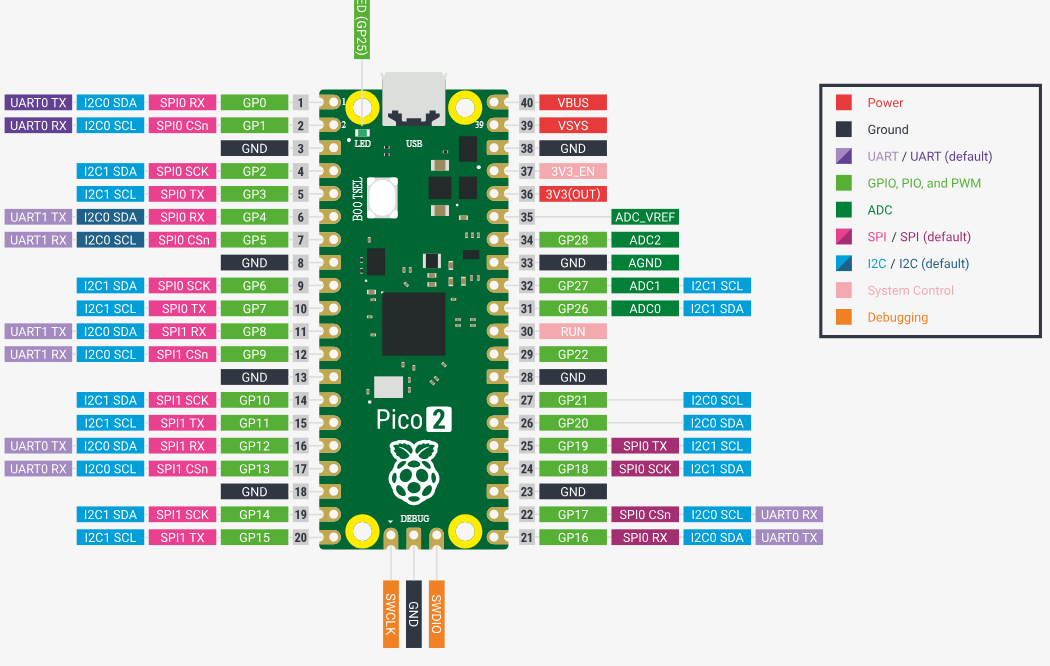 ED (GP25)
UART0 TX I2C0 SDA SPI0 RX GP0 1 40 VBUS
UART0 RX I2C0 SCL SPI0 CSn GP1 2 39 VSYS
GND 3 38 GND
I2C1 SDA SPI0 SCK GP2 4 37 3V3_EN
I2C1 SCL SPI0 TX GP3 5 36 3V3(OUT)
UART1 TX I2C0 SDA SPI0 RX GP4 6 35 ADC_VREF
UART1 RX I2C0 SCL SPI0 CSn GP5 7 34 GP28 ADC2
GND 8 33 GND AGND
I2C1 SDA SPI0 SCK GP6 9 32 GP27 ADC1 I2C1 SCL
I2C1 SCL SPI0 TX GP7 10 31 GP26 ADC0 I2C1 SDA
UART1 TX I2C0 SDA SPI1 RX GP8 11 30 RUN
UART1 RX I2C0 SCL SPI1 CSn GP9 12 29 GP22
GND 13 28 GND
I2C1 SDA SPI1 SCK GP10 14 27 GP21 I2C0 SCL
I2C1 SCL SPI1 TX GP11 15 26 GP20 I2C0 SDA
UART0 TX I2C0 SDA SPI1 RX GP12 16 25 GP19 SPI0 TX I2C1 SCL
UART0 RX I2C0 SCL SPI1 CSn GP13 17 24 GP18 SPI0 SCK I2C1 SDA
GND 18 23 GND
I2C1 SDA SPI1 SCK GP14 19 22 GP17 SPI0 CSn I2C0 SCL UART0 RX
I2C1 SCL SPI1 TX GP15 20 21 GP16 SPI0 RX I2C0 SDA UART0 TX
1
2
39
LED
USB
BOOTSEL
Pico 2
DEBUG
SWCLK
GND
SWDIO
Power
Ground
UART / UART (default)
GPIO, PIO, and PWM
ADC
SPI / SPI (default)
I2C / I2C (default)
System Control
Debugging